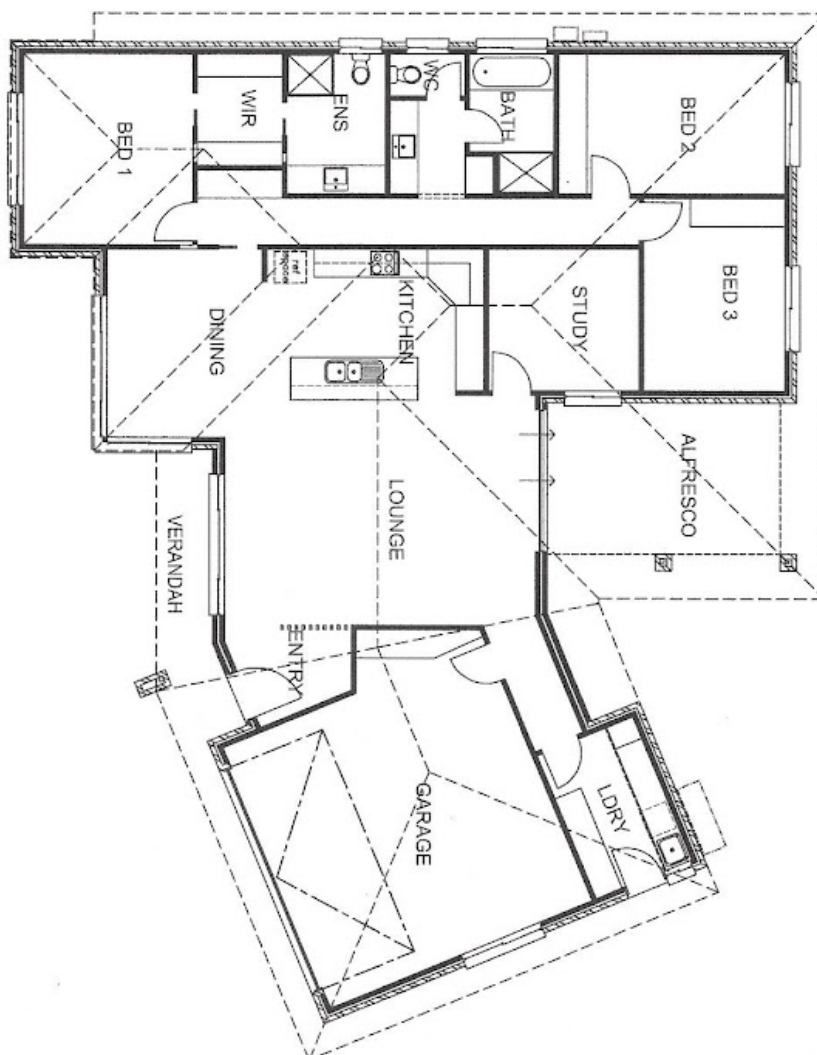 BED 1
WIR
ENS
WC
BATH
BED 2
BED 3
STUDY
KITCHEN
ref
space
DINING
LOUNGE
ALFRESCO
VERANDAH
ENTRY
GARAGE
LDRY